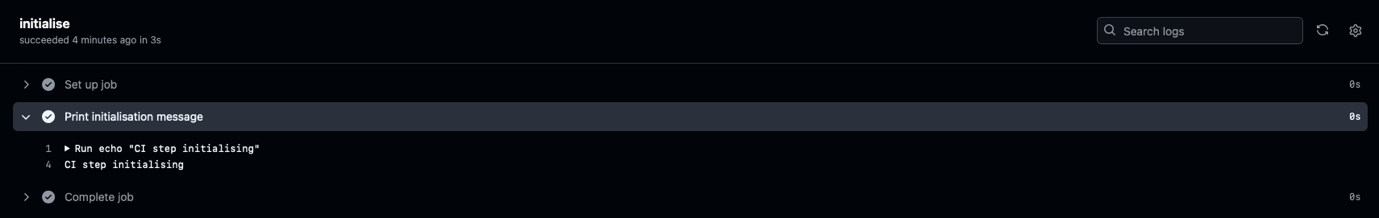 initialise
succeeded 4 minutes ago in 3s
Search logs
Set up job 0s
Print initialisation message 0s
1 Run echo "CI step initialising"
4 CI step initialising
Complete job 0s